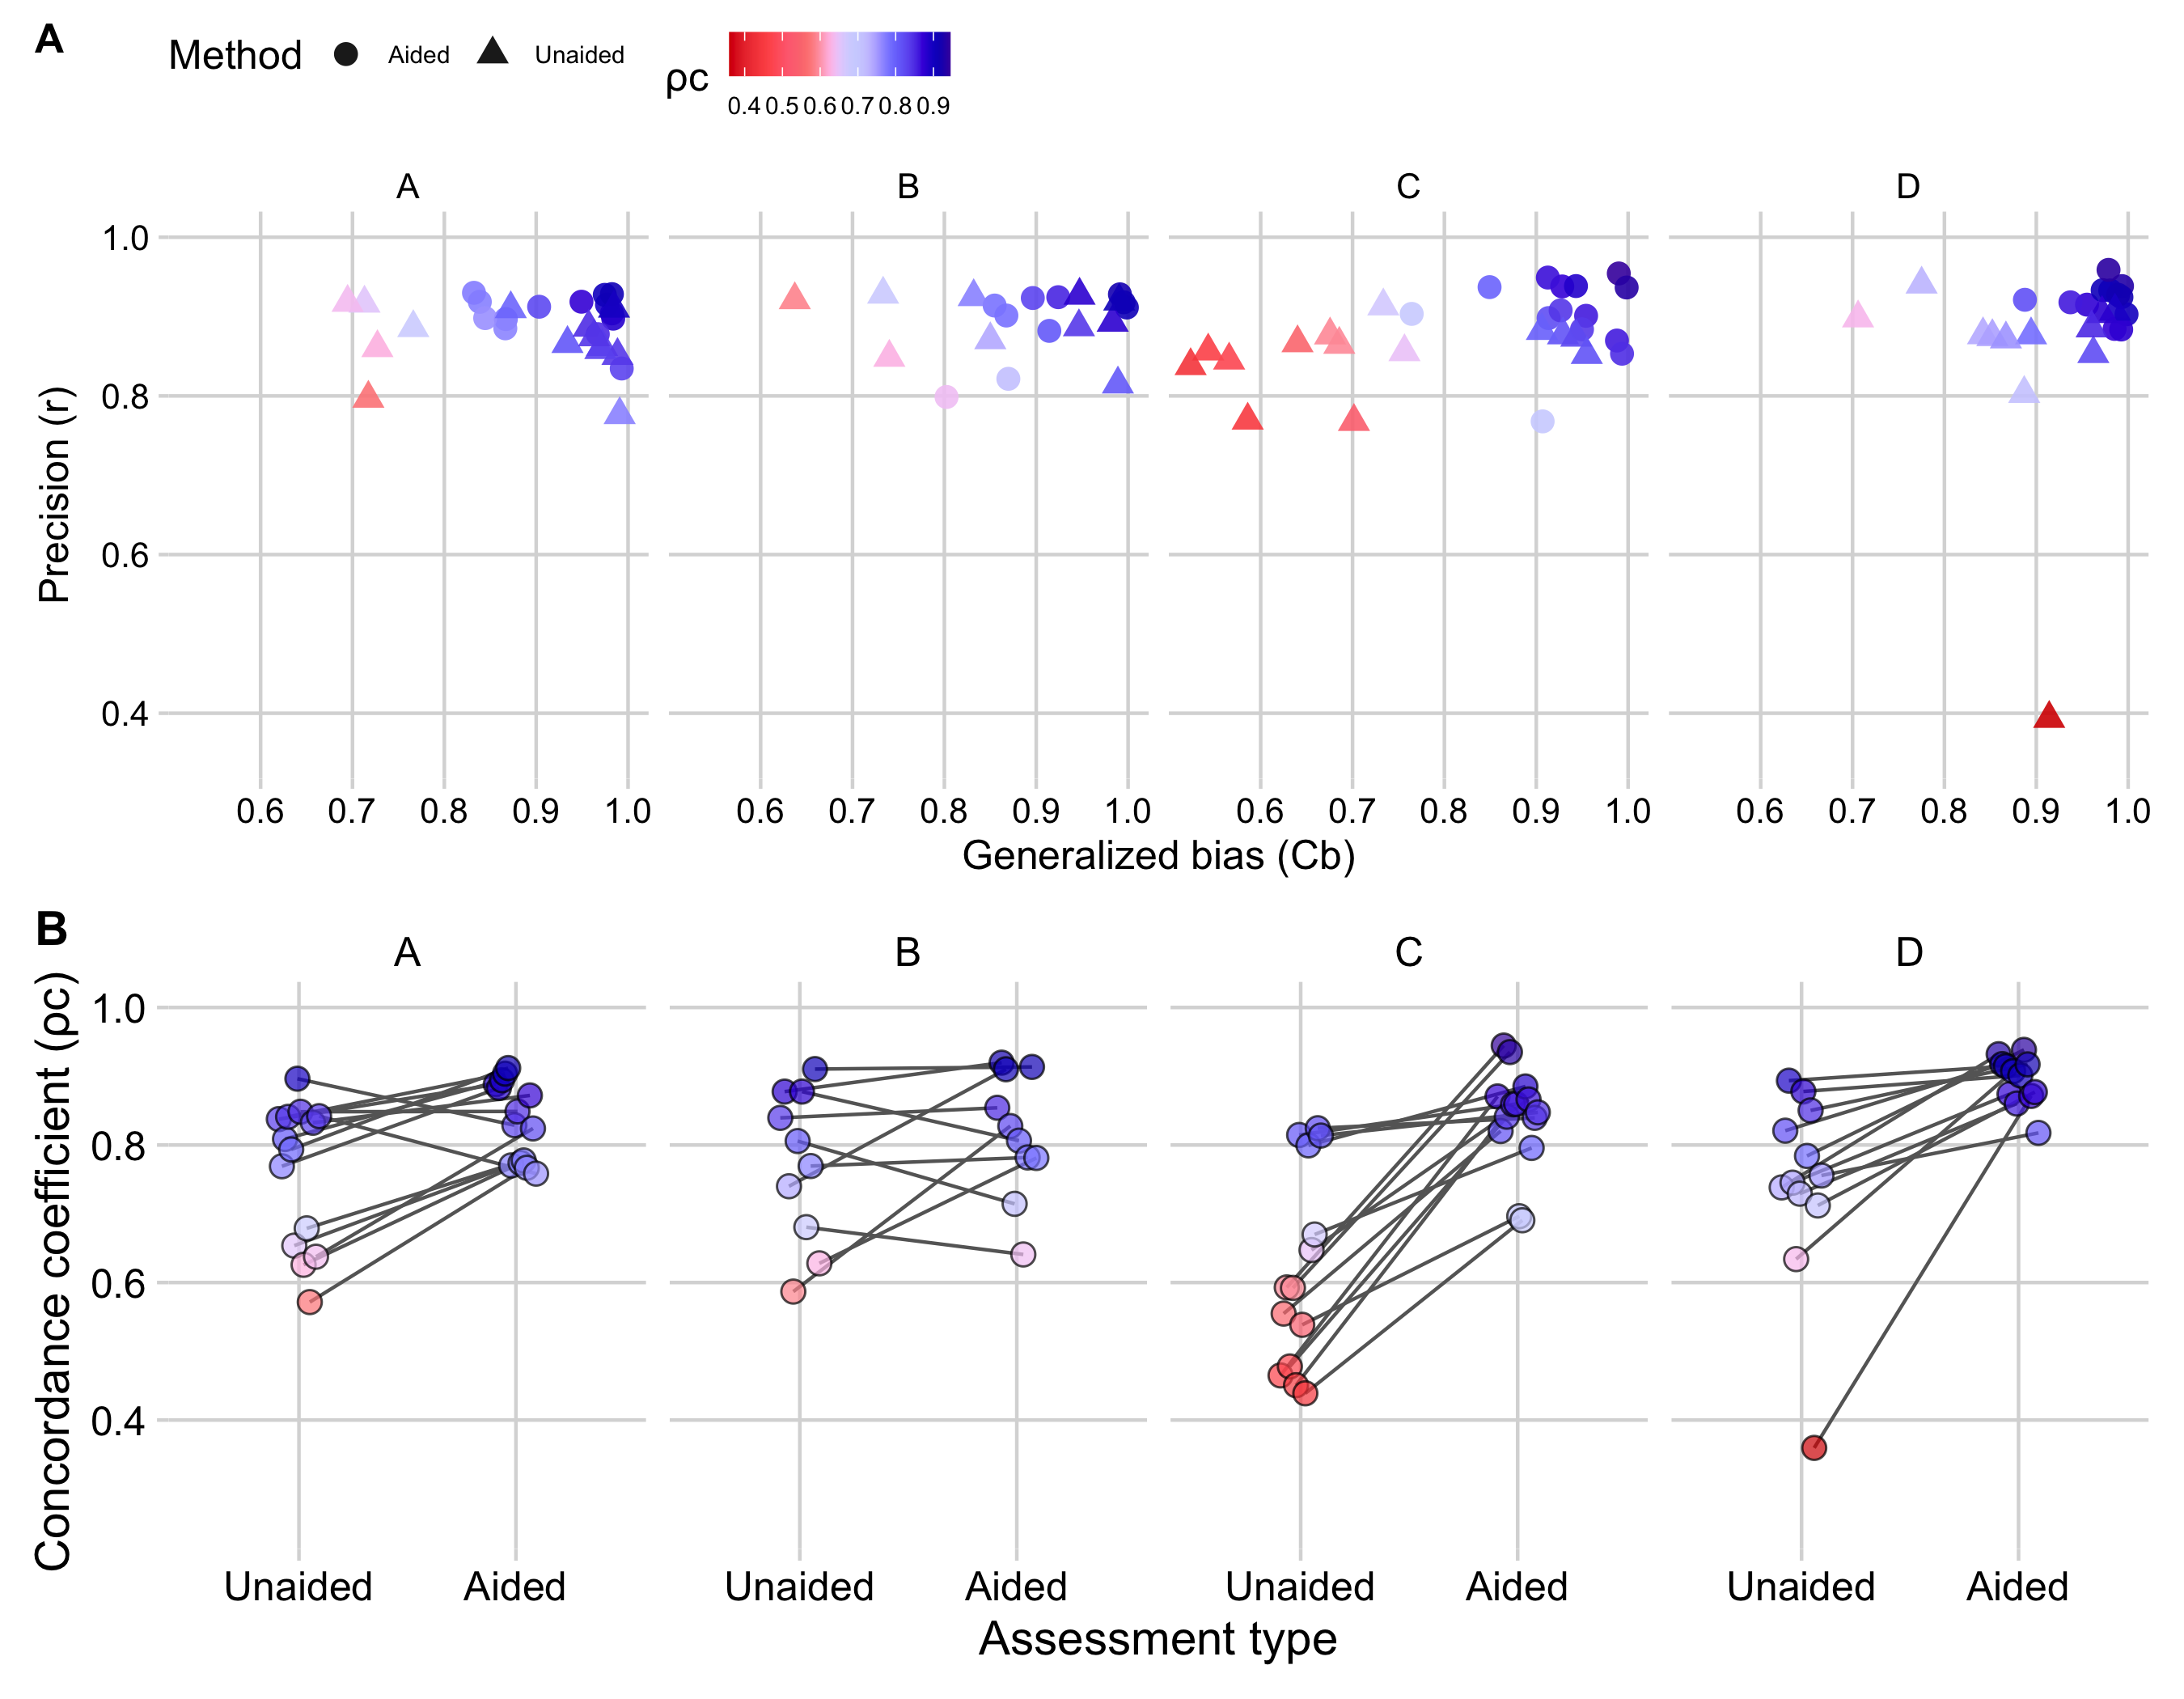 A
Method Aided Unaided
ρc
0.4 0.5 0.6 0.7 0.8 0.9
A B C D
Precision (r)
1.0
0.8
0.6
0.4
0.6 0.7 0.8 0.9 1.0 0.6 0.7 0.8 0.9 1.0 0.6 0.7 0.8 0.9 1.0 0.6 0.7 0.8 0.9 1.0
Generalized bias (Cb)
B
A B C D
Concordance coefficient (ρc)
1.0
0.8
0.6
0.4
Unaided Aided Unaided Aided Unaided Aided Unaided Aided
Assessment type